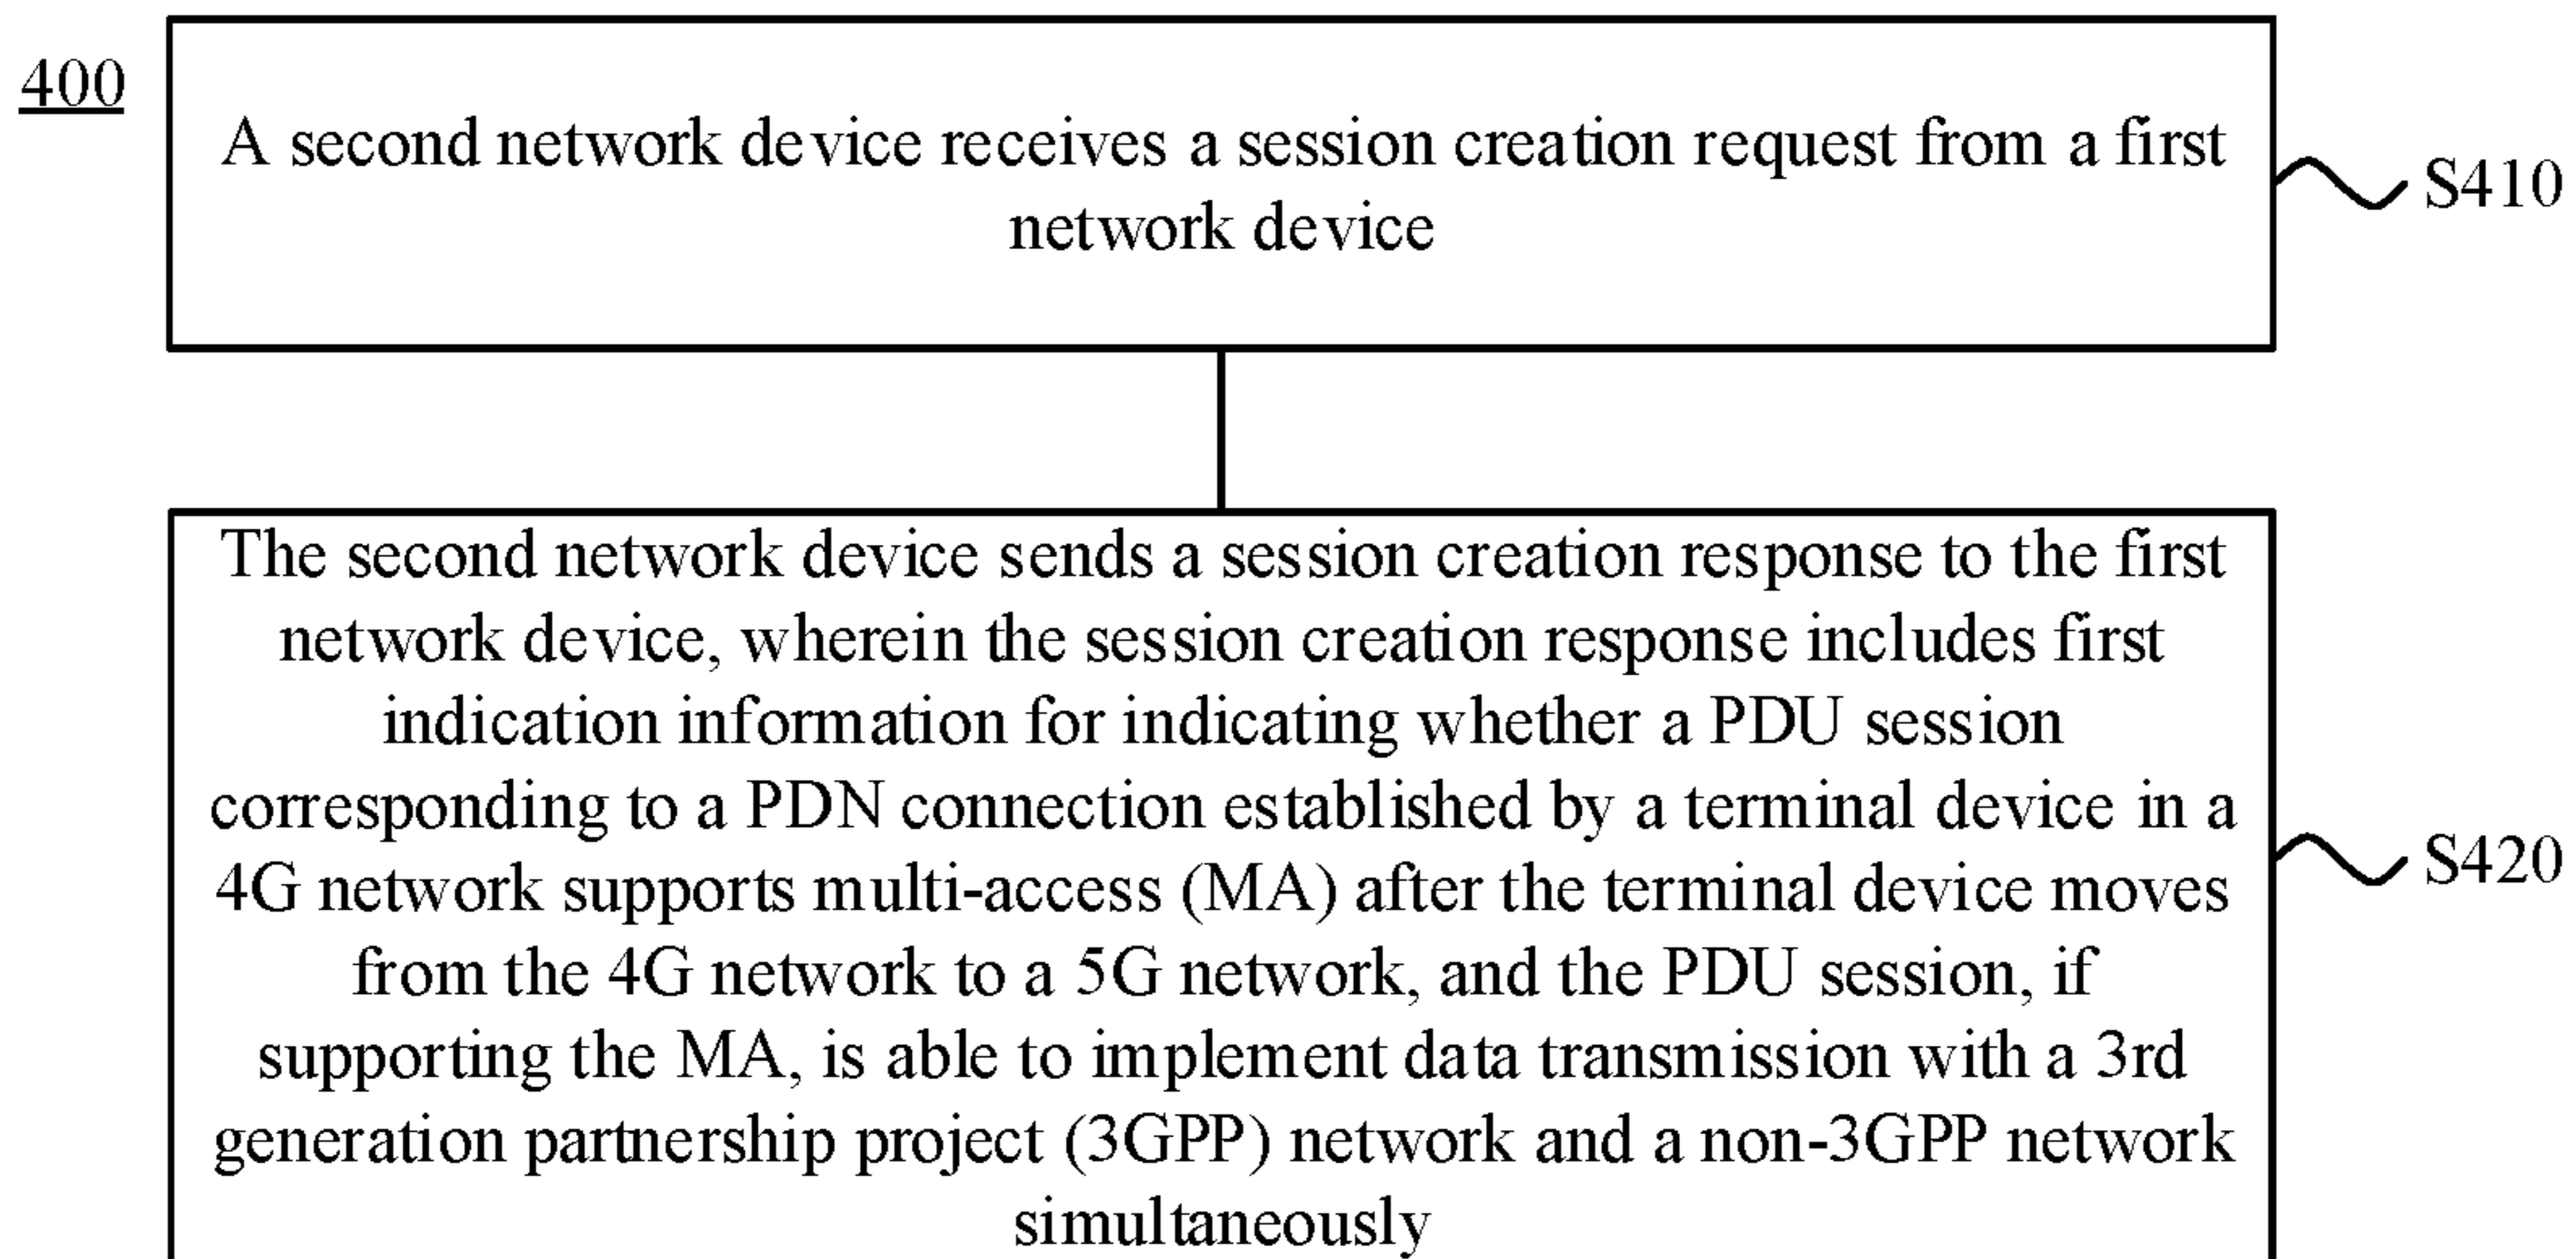 400
A second network device receives a session creation request from a first
network device
S410
The second network device sends a session creation response to the first
network device, wherein the session creation response includes first
indication information for indicating whether a PDU session
corresponding to a PDN connection established by a terminal device in a
4G network supports multi-access (MA) after the terminal device moves
from the 4G network to a 5G network, and the PDU session, if
supporting the MA, is able to implement data transmission with a 3rd
generation partnership project (3GPP) network and a non-3GPP network
simultaneously
S420